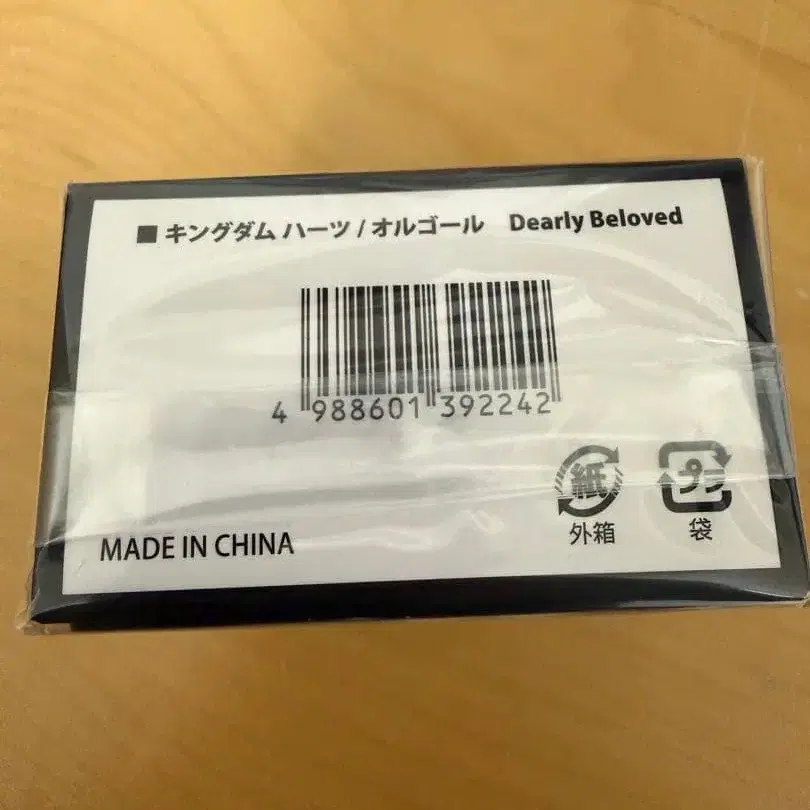 ■ キングダム ハーツ / オルゴール Dearly Beloved
4 988601 392242
紙 プラ
外箱 袋
MADE IN CHINA